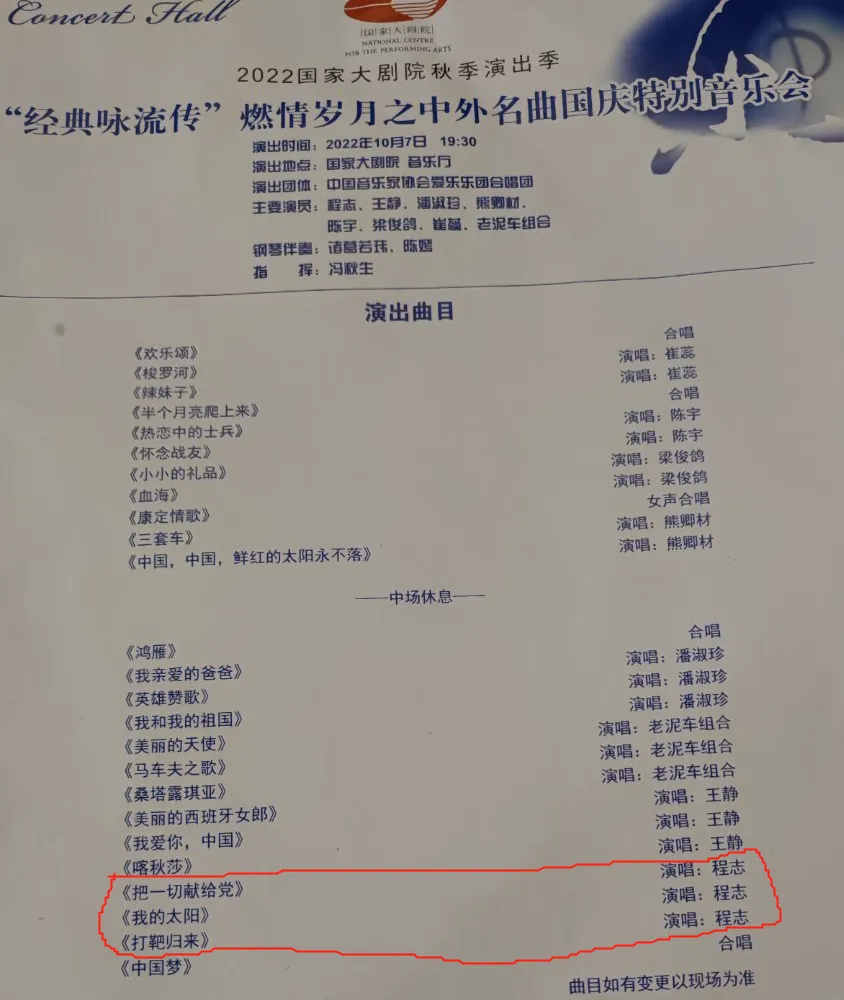 Concert Hall
国家大剧院
NATIONAL CENTRE
FOR THE PERFORMING ARTS
2022国家大剧院秋季演出季
“经典咏流传”燃情岁月之中外名曲国庆特别音乐会
演出时间：2022年10月7日 19:30
演出地点：国家大剧院 音乐厅
演出团体：中国音乐家协会爱乐乐团合唱团
主要演员：程志、王静、潘淑珍、熊卿材、
陈宇、梁俊鸽、崔蕊、老泥车组合
钢琴伴奏：诸葛若玮、陈嫣
指 挥：冯秋生
演出曲目
《欢乐颂》 合唱
《梭罗河》 演唱：崔蕊
《辣妹子》 演唱：崔蕊
《半个月亮爬上来》 合唱
《热恋中的士兵》 演唱：陈宇
《怀念战友》 演唱：陈宇
《小小的礼品》 演唱：梁俊鸽
《血海》 演唱：梁俊鸽
《康定情歌》 女声合唱
《三套车》 演唱：熊卿材
《中国，中国，鲜红的太阳永不落》 演唱：熊卿材
——中场休息——
《鸿雁》 合唱
《我亲爱的爸爸》 演唱：潘淑珍
《英雄赞歌》 演唱：潘淑珍
《我和我的祖国》 演唱：潘淑珍
《美丽的天使》 演唱：老泥车组合
《马车夫之歌》 演唱：老泥车组合
《桑塔露琪亚》 演唱：老泥车组合
《美丽的西班牙女郎》 演唱：王静
《我爱你，中国》 演唱：王静
《喀秋莎》 演唱：王静
《把一切献给党》 演唱：程志
《我的太阳》 演唱：程志
《打靶归来》 演唱：程志
《中国梦》 合唱
曲目如有变更以现场为准